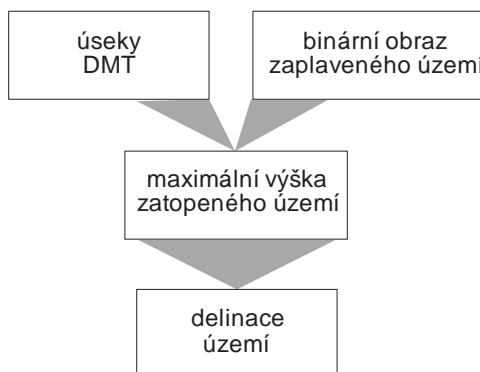 úseky
DMT
binární obraz
zaplaveného území
maximální výška
zatopeného území
delinace
území